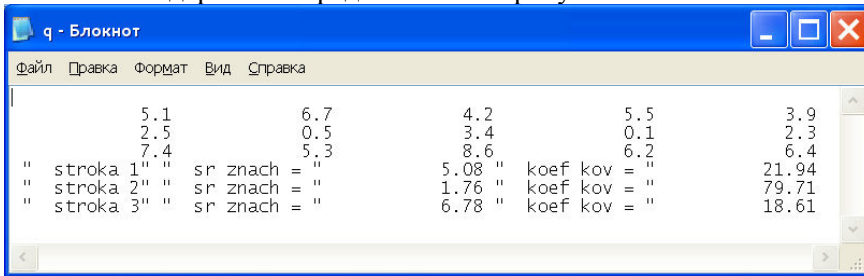 q - Блокнот
Файл Правка Формат Вид Справка
5.1 6.7 4.2 5.5 3.9
2.5 0.5 3.4 0.1 2.3
7.4 5.3 8.6 6.2 6.4
" stroka 1" " sr znach = " 5.08 " koef kov = " 21.94
" stroka 2" " sr znach = " 1.76 " koef kov = " 79.71
" stroka 3" " sr znach = " 6.78 " koef kov = " 18.61